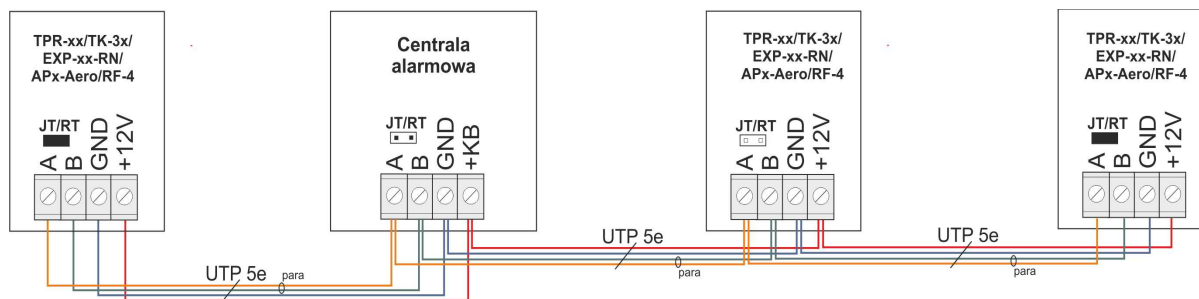 TPR-xx/TK-3x/
EXP-xx-RN/
APx-Aero/RF-4
JT/RT
A
B
GND
+12V
Centrala
alarmowa
JT/RT
A
B
GND
+KB
TPR-xx/TK-3x/
EXP-xx-RN/
APx-Aero/RF-4
JT/RT
A
B
GND
+12V
TPR-xx/TK-3x/
EXP-xx-RN/
APx-Aero/RF-4
JT/RT
A
B
GND
+12V
UTP 5e
para
UTP 5e
para
UTP 5e
para